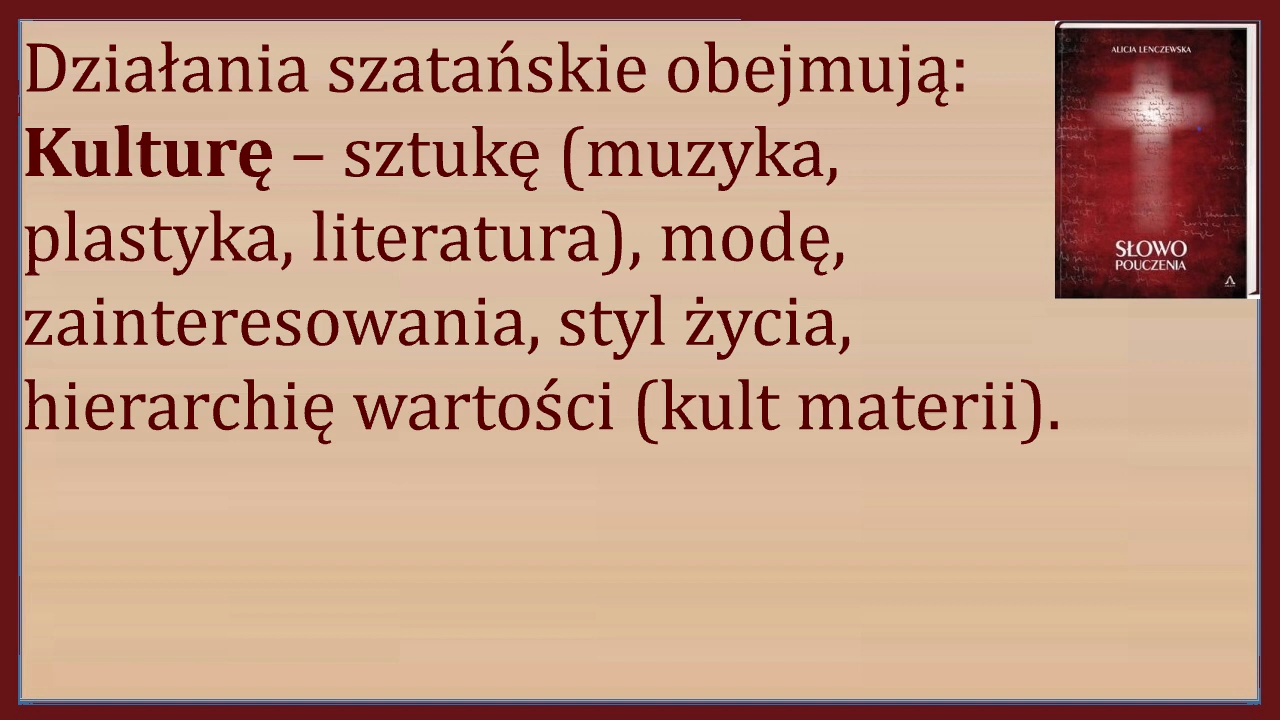 Działania szatańskie obejmują:
Kulturę – sztukę (muzyka,
plastyka, literatura), modę,
zainteresowania, styl życia,
hierarchię wartości (kult materii).
ALICJA LENCZEWSKA
SŁOWO
POUCZENIA